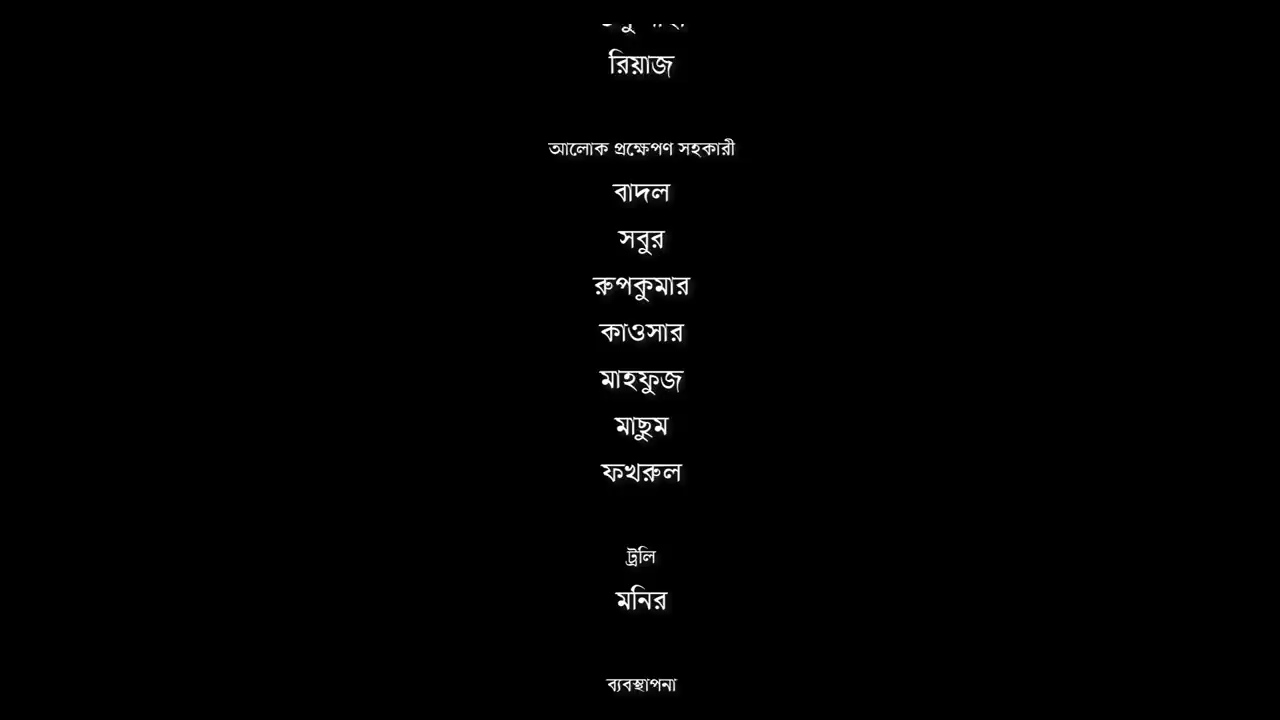 রিয়াজ
আলোক প্রক্ষেপণ সহকারী
বাদল
সবুর
রুপকুমার
কাওসার
মাহফুজ
মাছুম
ফখরুল
ট্রলি
মনির
ব্যবস্থাপনা